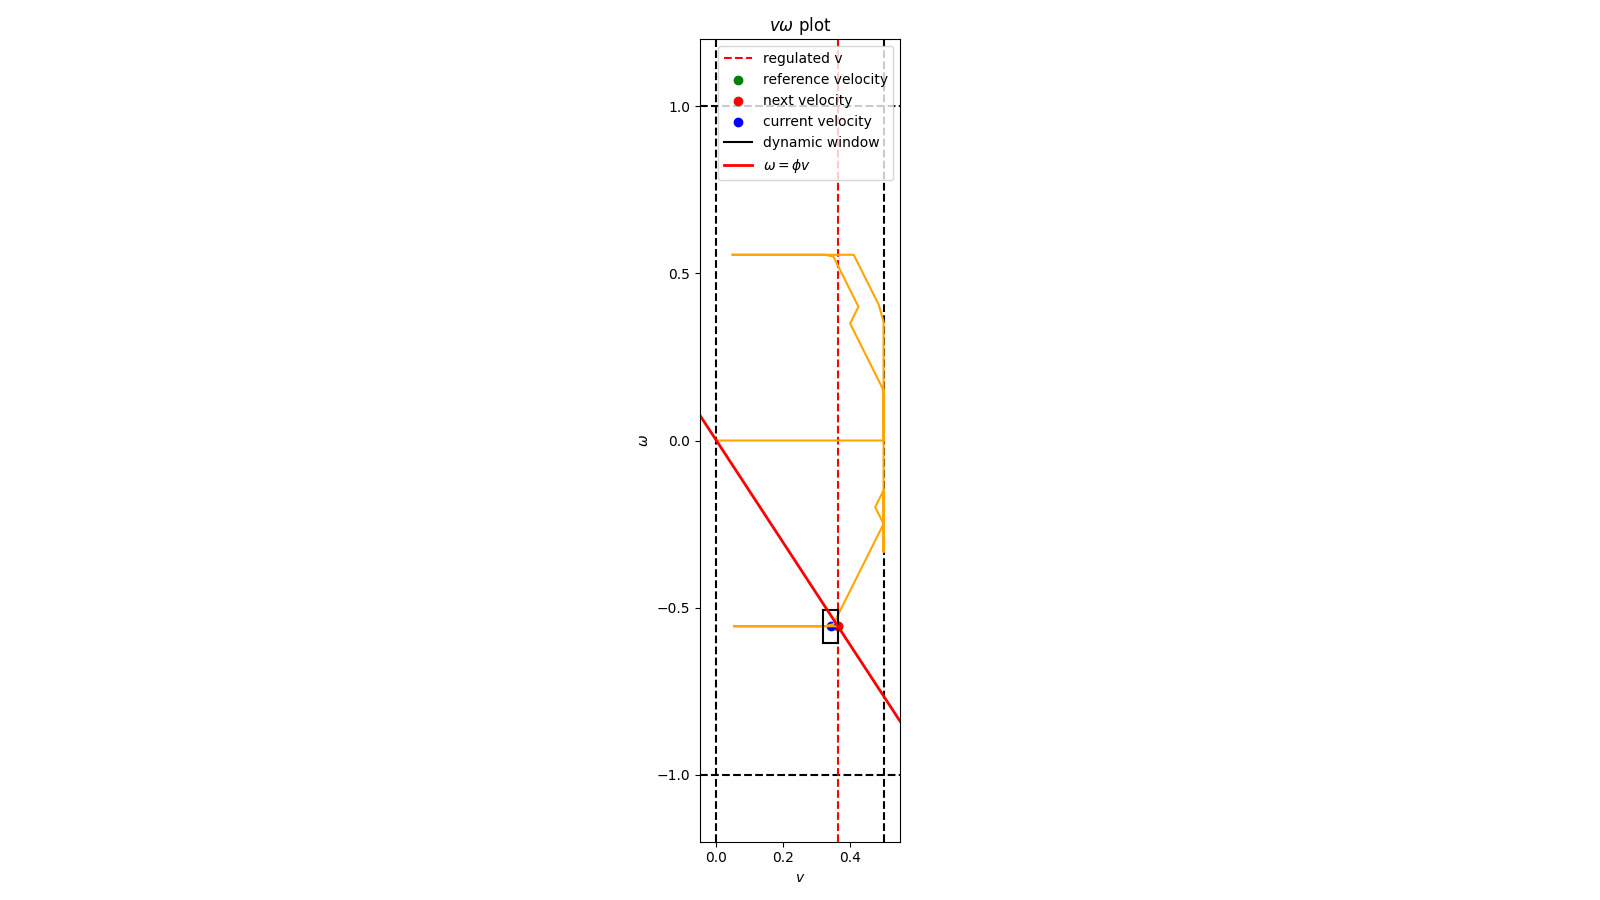 vω plot
regulated v
reference velocity
next velocity
current velocity
dynamic window
ω = ϕv
1.0
0.5
0.0
−0.5
−1.0
ω
0.0 0.2 0.4
v